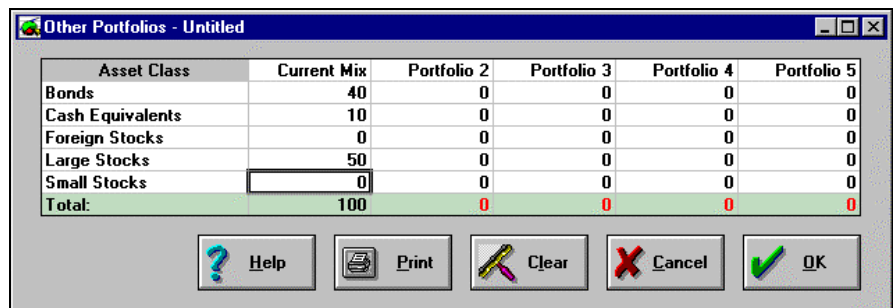 Other Portfolios - Untitled
Asset Class Current Mix Portfolio 2 Portfolio 3 Portfolio 4 Portfolio 5
Bonds 40 0 0 0 0
Cash Equivalents 10 0 0 0 0
Foreign Stocks 0 0 0 0 0
Large Stocks 50 0 0 0 0
Small Stocks 0 0 0 0 0
Total: 100 0 0 0 0
Help Print Clear Cancel OK